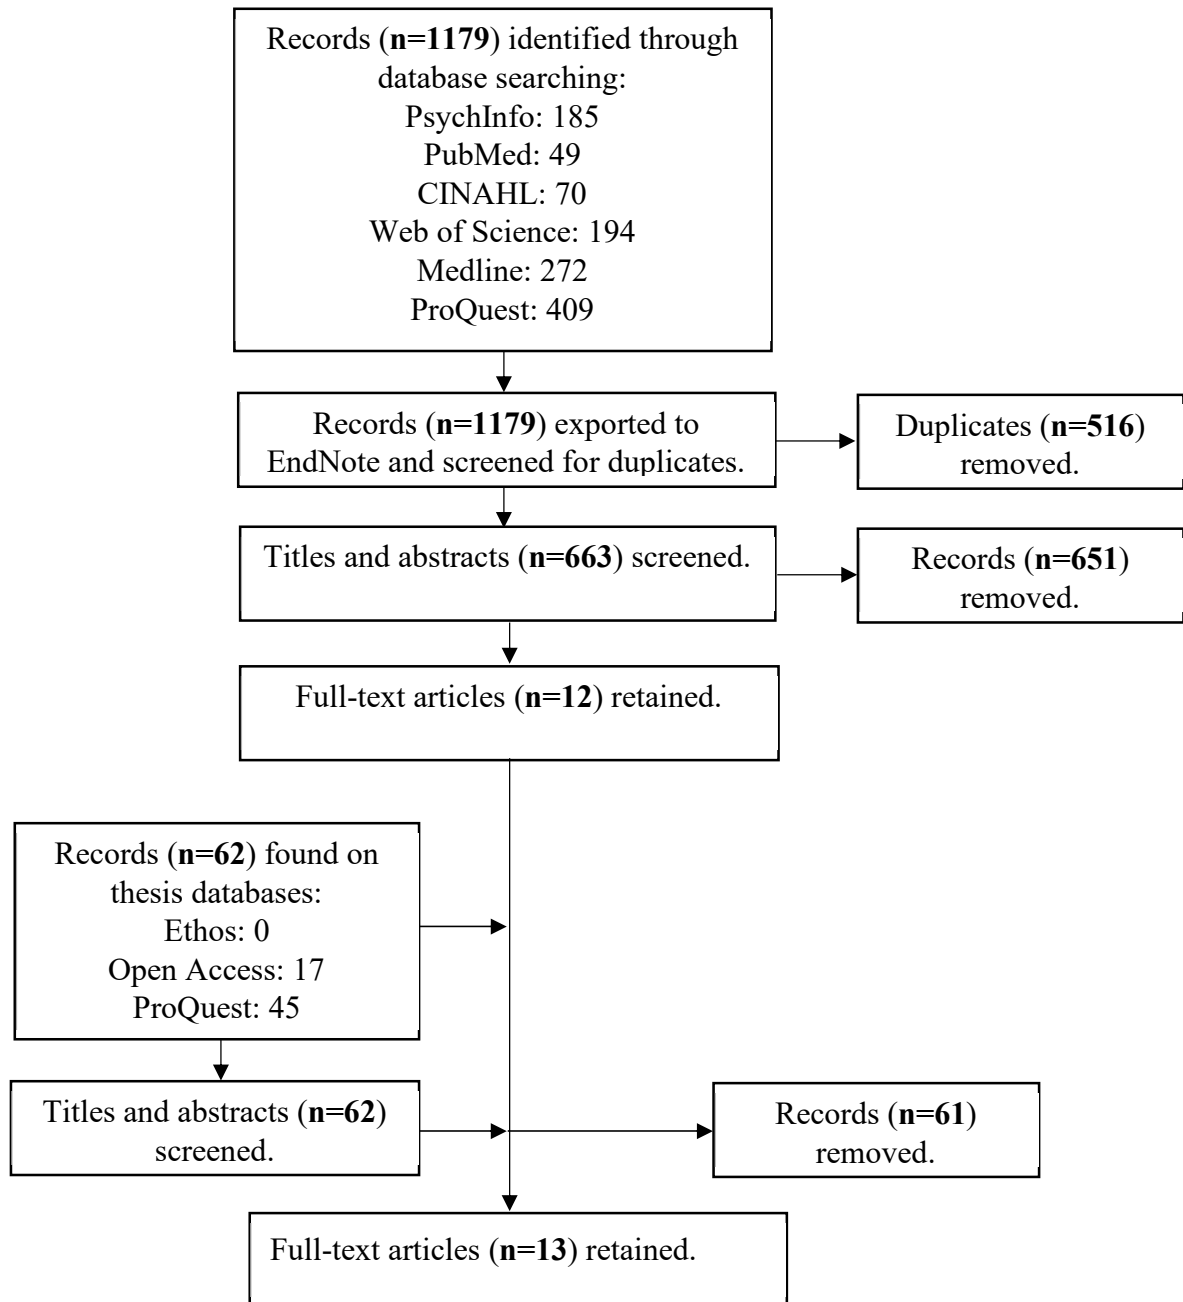 Records (n=1179) identified through
database searching:
PsychInfo: 185
PubMed: 49
CINAHL: 70
Web of Science: 194
Medline: 272
ProQuest: 409
Records (n=1179) exported to
EndNote and screened for duplicates.
Duplicates (n=516)
removed.
Titles and abstracts (n=663) screened.
Records (n=651)
removed.
Full-text articles (n=12) retained.
Records (n=62) found on
thesis databases:
Ethos: 0
Open Access: 17
ProQuest: 45
Titles and abstracts (n=62)
screened.
Records (n=61)
removed.
Full-text articles (n=13) retained.